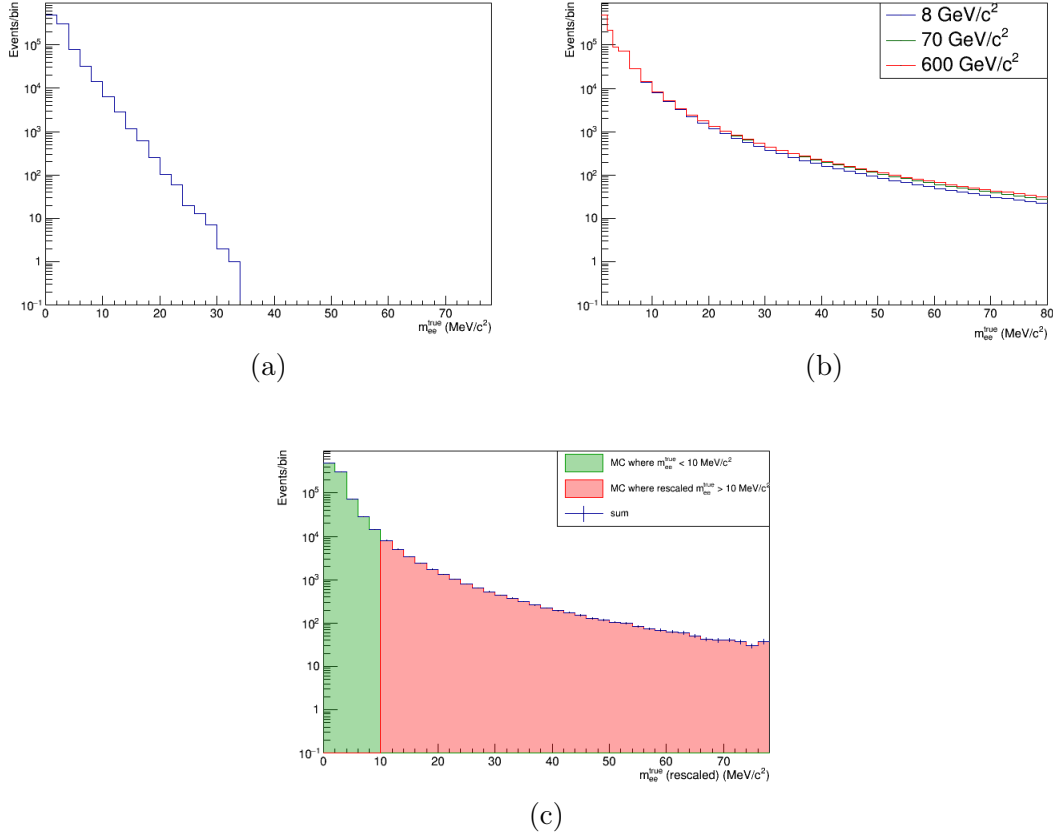 Events/bin
10⁵
10⁴
10³
10²
10
1
10⁻¹
0 10 20 30 40 50 60 70
m_ee^true (MeV/c²)
(a)
Events/bin
10⁵
10⁴
10³
10²
10
1
10⁻¹
8 GeV/c²
70 GeV/c²
600 GeV/c²
10 20 30 40 50 60 70 80
m_ee^true (MeV/c²)
(b)
Events/bin
10⁵
10⁴
10³
10²
10
1
10⁻¹
MC where m_ee^true < 10 MeV/c²
MC where rescaled m_ee^true > 10 MeV/c²
sum
0 10 20 30 40 50 60 70
m_ee^true (rescaled) (MeV/c²)
(c)